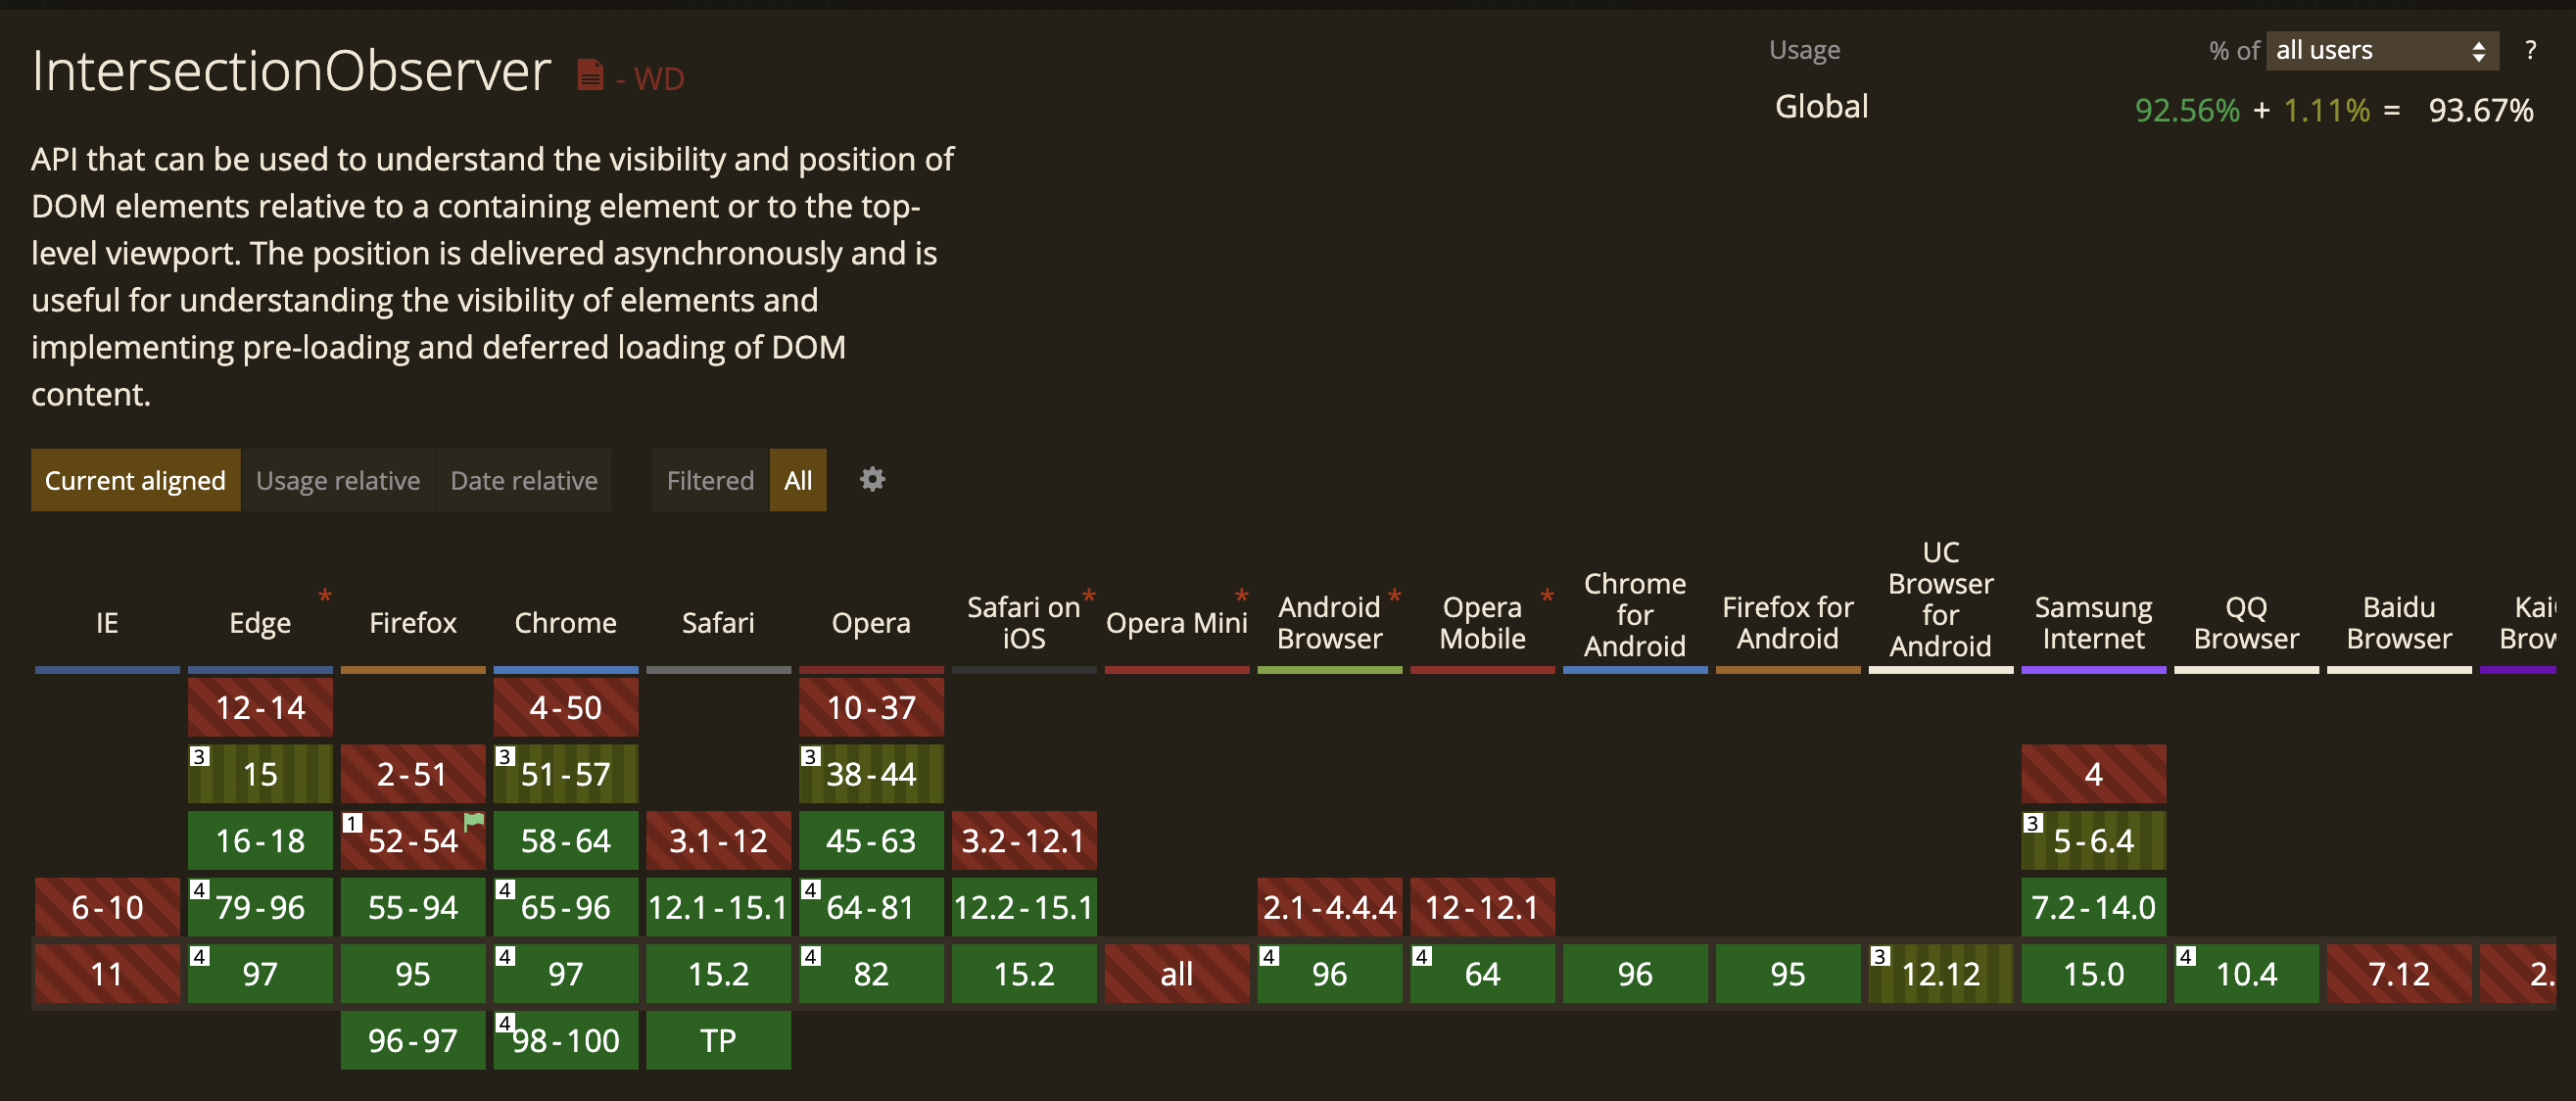 IntersectionObserver - WD
Usage % of all users ?
Global 92.56% + 1.11% = 93.67%
API that can be used to understand the visibility and position of
DOM elements relative to a containing element or to the top-
level viewport. The position is delivered asynchronously and is
useful for understanding the visibility of elements and
implementing pre-loading and deferred loading of DOM
content.
Current aligned Usage relative Date relative Filtered All
IE
Edge *
Firefox
Chrome
Safari
Opera
Safari on *
iOS
Opera Mini *
Android *
Browser
Opera *
Mobile
Chrome
for
Android
Firefox for
Android
UC
Browser
for
Android
Samsung
Internet
QQ
Browser
Baidu
Browser
Kai
Brow
12-14 4-50 10-37
3 15 2-51 3 51-57 3 38-44 4
16-18 1 52-54 58-64 3.1-12 45-63 3.2-12.1 3 5-6.4
6-10 4 79-96 55-94 4 65-96 12.1-15.1 4 64-81 12.2-15.1 2.1-4.4.4 12-12.1 7.2-14.0
11 4 97 95 4 97 15.2 4 82 15.2 all 4 96 4 64 96 95 3 12.12 15.0 4 10.4 7.12 2.
96-97 4 98-100 TP